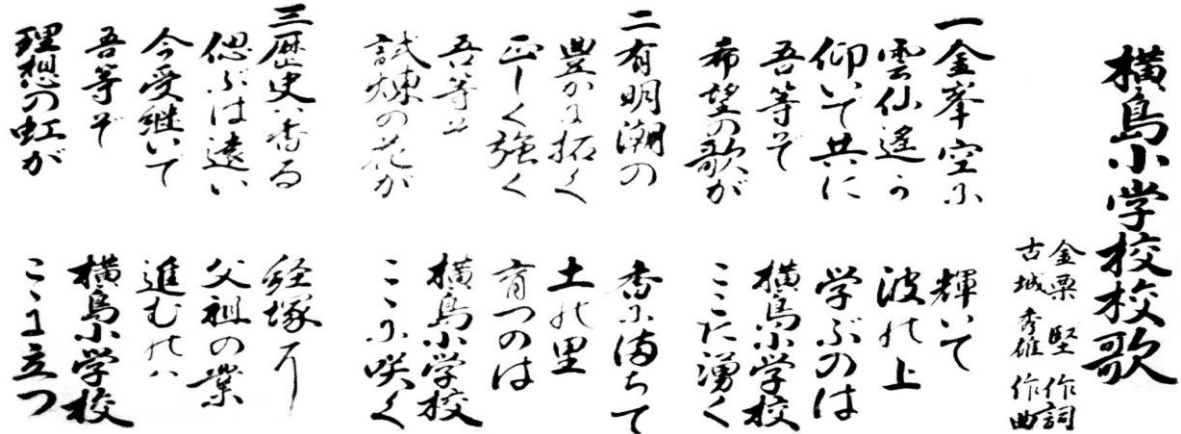 横島小学校校歌
金栗 堅 作詞
古城 秀雄 作曲
一 金峯空に 輝いて
雲仙遙か 波の上
仰いで共に 学ぶのは
吾等ぞ 横島小学校
希望の歌が ここに湧く
二 有明潮の 香に満ちて
豊かに拓く 土の里
正しく強く 育つのは
吾等ぞ 横島小学校
試煉の花が ここに咲く
三 歴史は香る 経塚
偲ぶは遠い 父祖の業
今受継いで 進むのは
吾等ぞ 横島小学校
理想の虹が ここに立つ